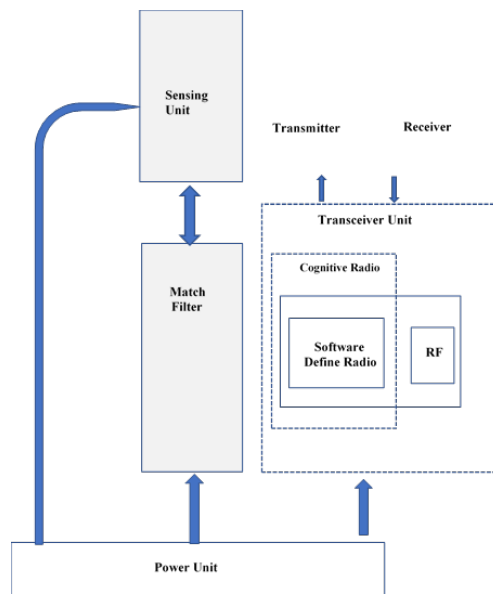 Sensing
Unit
Transmitter
Receiver
Transceiver Unit
Cognitive Radio
Match
Filter
Software
Define Radio
RF
Power Unit